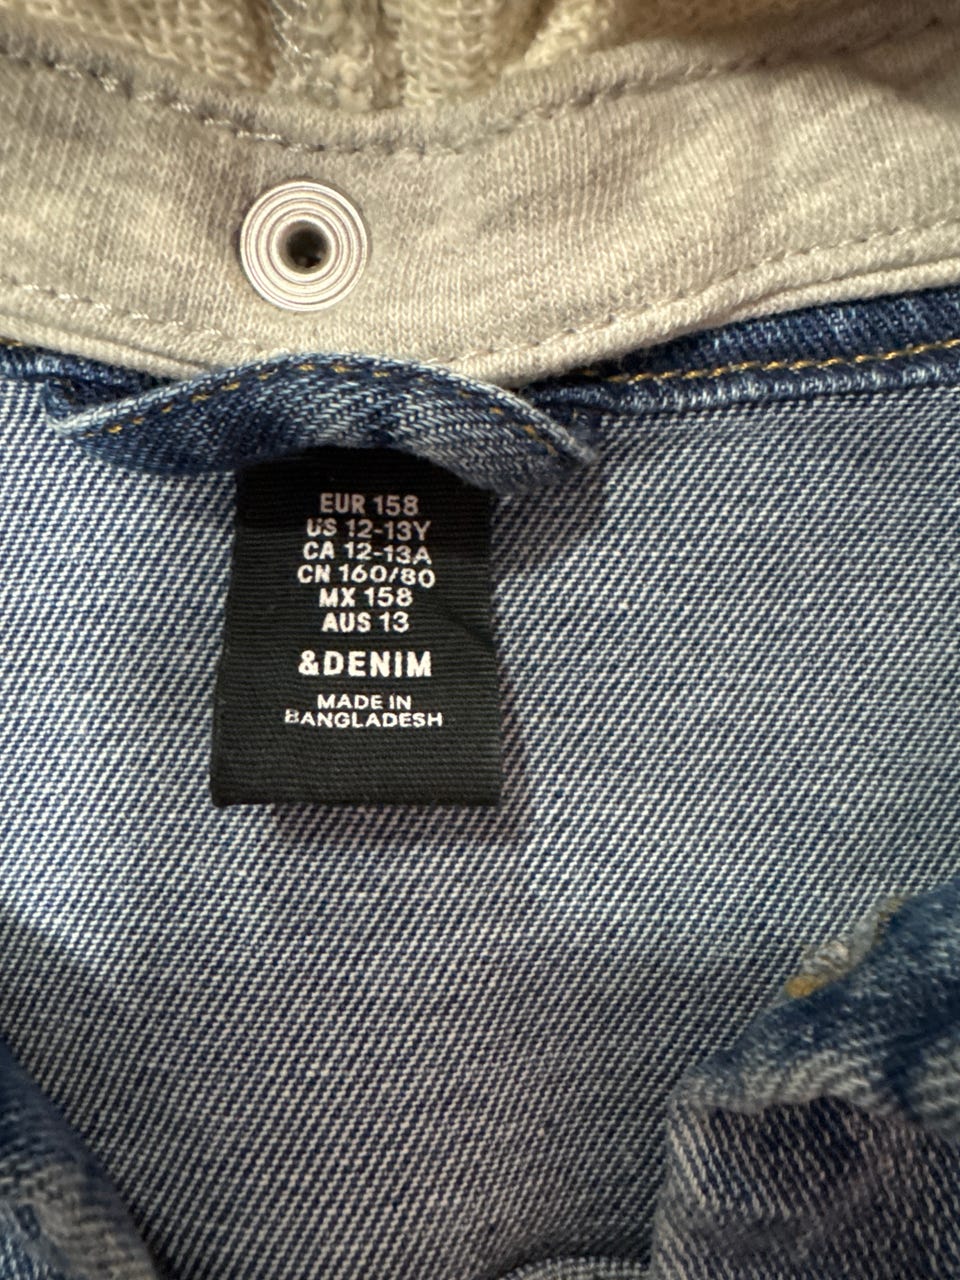 EUR 158
US 12-13Y
CA 12-13A
CN 160/80
MX 158
AUS 13
&DENIM
MADE IN
BANGLADESH